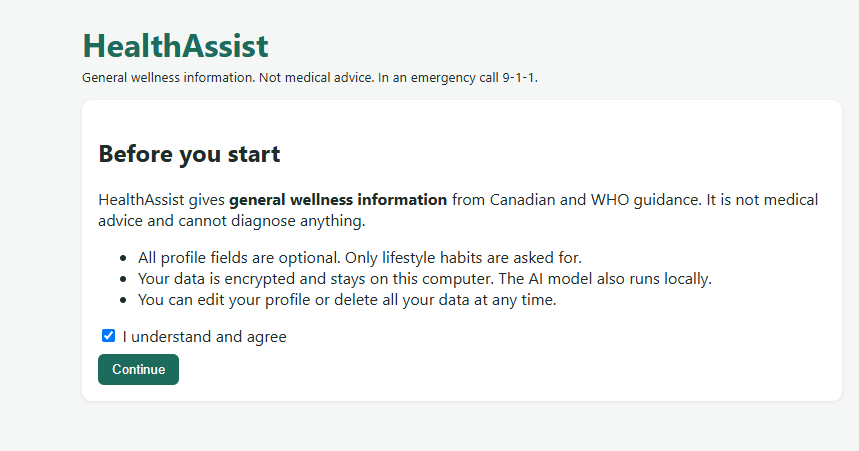 HealthAssist
General wellness information. Not medical advice. In an emergency call 9-1-1.
Before you start
HealthAssist gives general wellness information from Canadian and WHO guidance. It is not medical
advice and cannot diagnose anything.
All profile fields are optional. Only lifestyle habits are asked for.
Your data is encrypted and stays on this computer. The AI model also runs locally.
You can edit your profile or delete all your data at any time.
I understand and agree
Continue